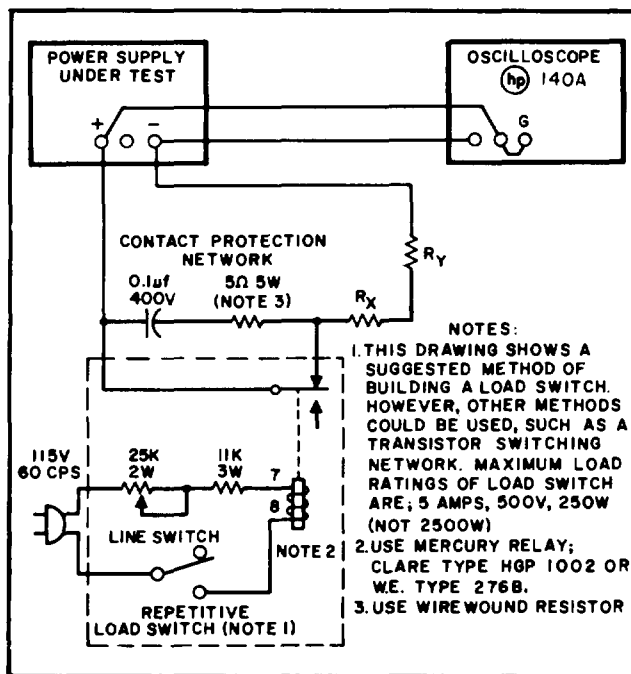 POWER SUPPLY
UNDER TEST
+
-
OSCILLOSCOPE
hp 140A
G
CONTACT PROTECTION
NETWORK
0.1μf
400V
5Ω 5W
(NOTE 3)
RX
RY
115V
60 CPS
25K
2W
11K
3W
7
8
LINE SWITCH
NOTE 2
REPETITIVE
LOAD SWITCH (NOTE 1)
NOTES:
1. THIS DRAWING SHOWS A
SUGGESTED METHOD OF
BUILDING A LOAD SWITCH.
HOWEVER, OTHER METHODS
COULD BE USED, SUCH AS A
TRANSISTOR SWITCHING
NETWORK. MAXIMUM LOAD
RATINGS OF LOAD SWITCH
ARE; 5 AMPS, 500V, 250W
(NOT 2500W)
2. USE MERCURY RELAY;
CLARE TYPE HGP 1002 OR
W.E. TYPE 276B.
3. USE WIREWOUND RESISTOR